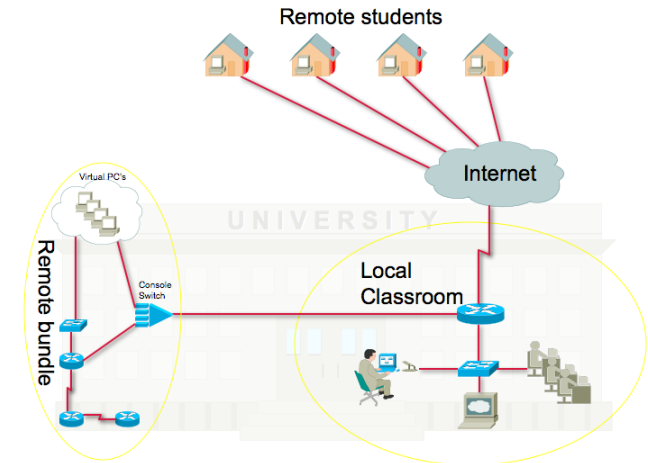 Remote students
Internet
Virtual PC's
UNIVERSITY
Remote bundle
Console
Switch
Local
Classroom